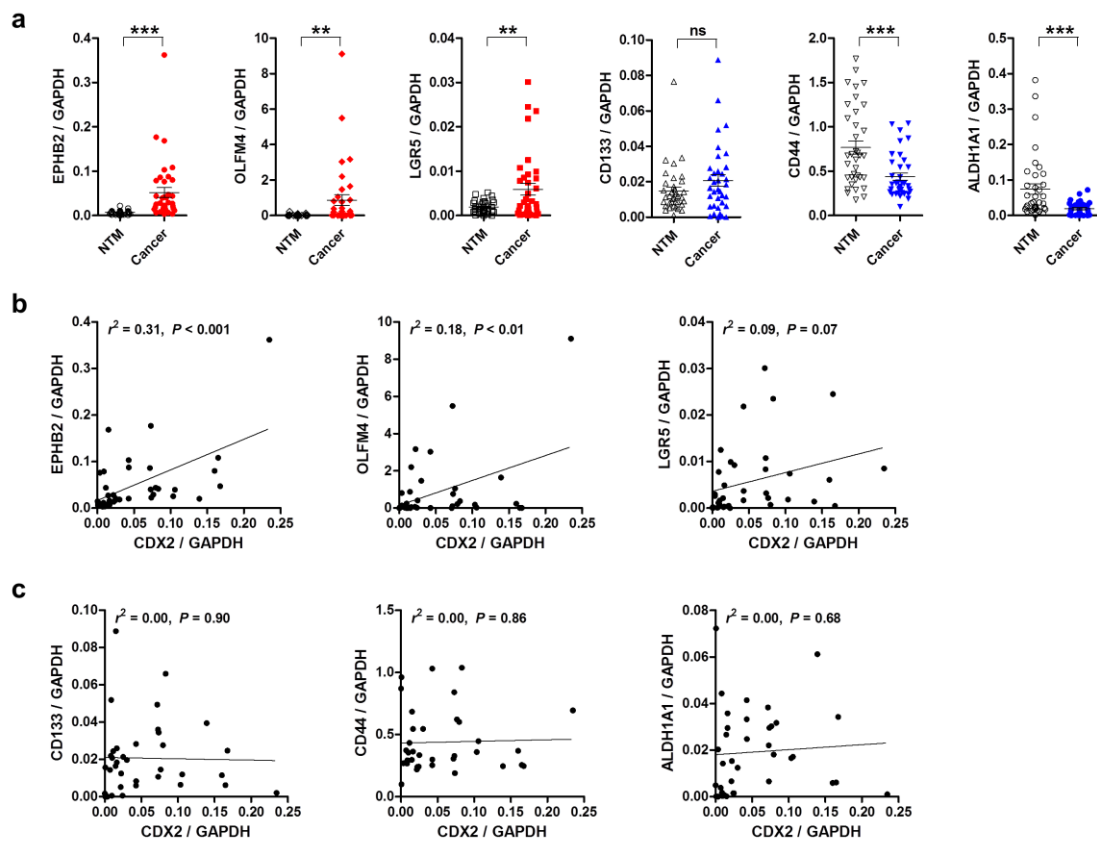 a
*** ** ** ns *** ***
EPHB2 / GAPDH
0.4
0.3
0.2
0.1
0.0
NTM Cancer
OLFM4 / GAPDH
10
8
6
4
2
0
NTM Cancer
LGR5 / GAPDH
0.04
0.03
0.02
0.01
0.00
NTM Cancer
CD133 / GAPDH
0.10
0.08
0.06
0.04
0.02
0.00
NTM Cancer
CD44 / GAPDH
2.0
1.5
1.0
0.5
0.0
NTM Cancer
ALDH1A1 / GAPDH
0.5
0.4
0.3
0.2
0.1
0.0
NTM Cancer
b
r2 = 0.31, P < 0.001
EPHB2 / GAPDH
0.4
0.3
0.2
0.1
0.0
0.00 0.05 0.10 0.15 0.20 0.25
CDX2 / GAPDH
r2 = 0.18, P < 0.01
OLFM4 / GAPDH
10
8
6
4
2
0
0.00 0.05 0.10 0.15 0.20 0.25
CDX2 / GAPDH
r2 = 0.09, P = 0.07
LGR5 / GAPDH
0.04
0.03
0.02
0.01
0.00
0.00 0.05 0.10 0.15 0.20 0.25
CDX2 / GAPDH
c
r2 = 0.00, P = 0.90
CD133 / GAPDH
0.10
0.08
0.06
0.04
0.02
0.00
0.00 0.05 0.10 0.15 0.20 0.25
CDX2 / GAPDH
r2 = 0.00, P = 0.86
CD44 / GAPDH
1.5
1.0
0.5
0.0
0.00 0.05 0.10 0.15 0.20 0.25
CDX2 / GAPDH
r2 = 0.00, P = 0.68
ALDH1A1 / GAPDH
0.08
0.06
0.04
0.02
0.00
0.00 0.05 0.10 0.15 0.20 0.25
CDX2 / GAPDH